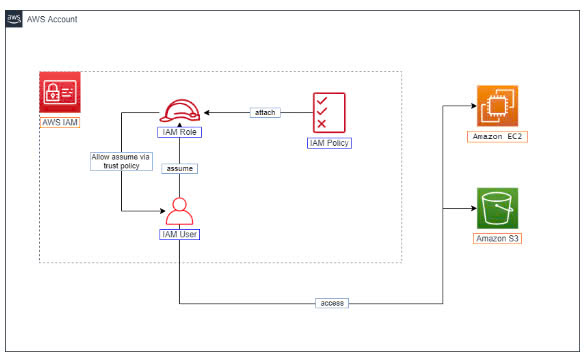 aws
AWS Account
AWS IAM
IAM Role
attach
IAM Policy
Allow assume via
trust policy
assume
IAM User
access
Amazon EC2
Amazon S3